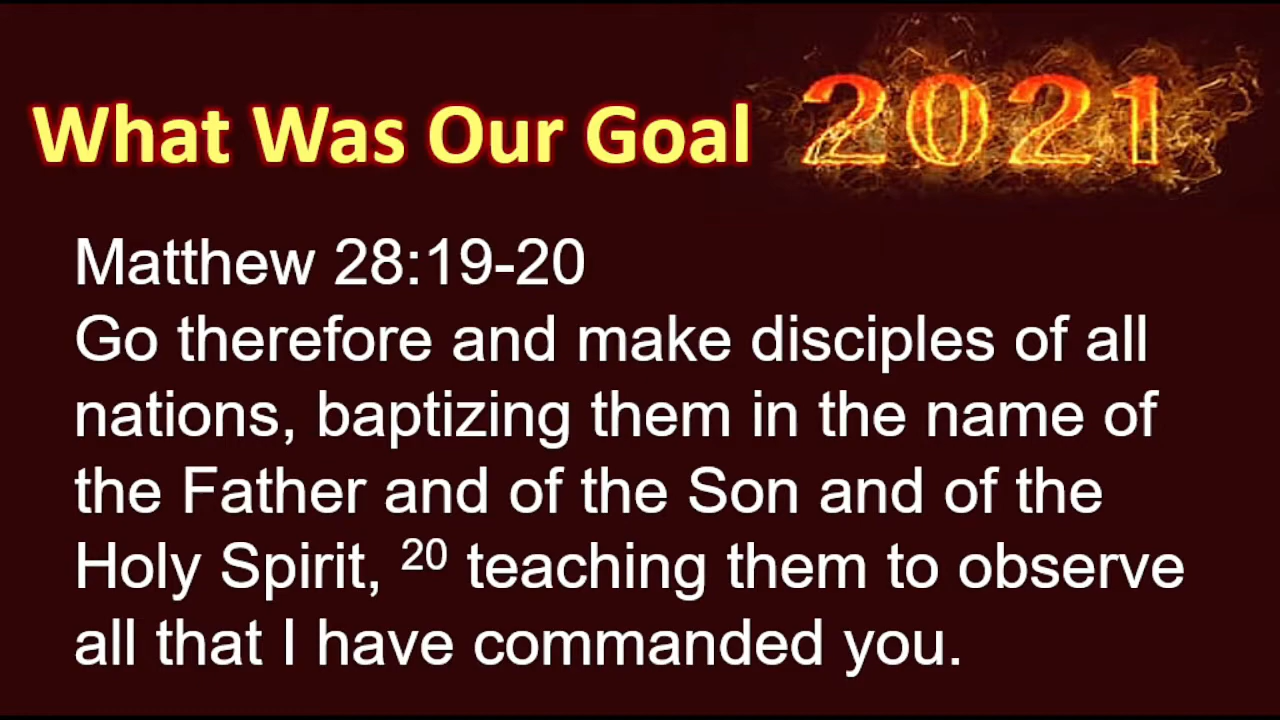 What Was Our Goal 2021
Matthew 28:19-20
Go therefore and make disciples of all
nations, baptizing them in the name of
the Father and of the Son and of the
Holy Spirit, 20 teaching them to observe
all that I have commanded you.